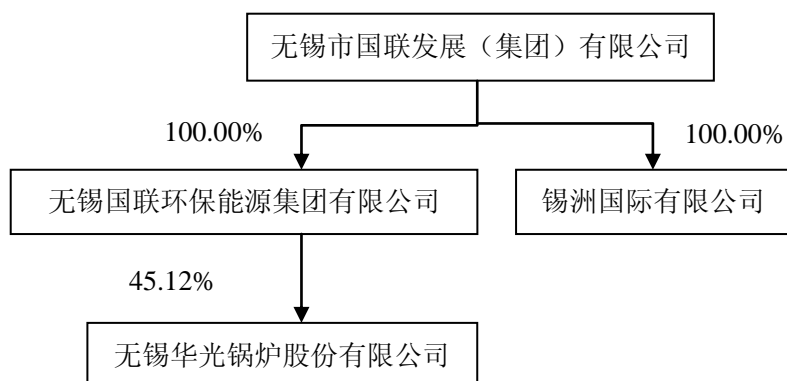 无锡市国联发展（集团）有限公司
100.00%
100.00%
无锡国联环保能源集团有限公司
锡洲国际有限公司
45.12%
无锡华光锅炉股份有限公司